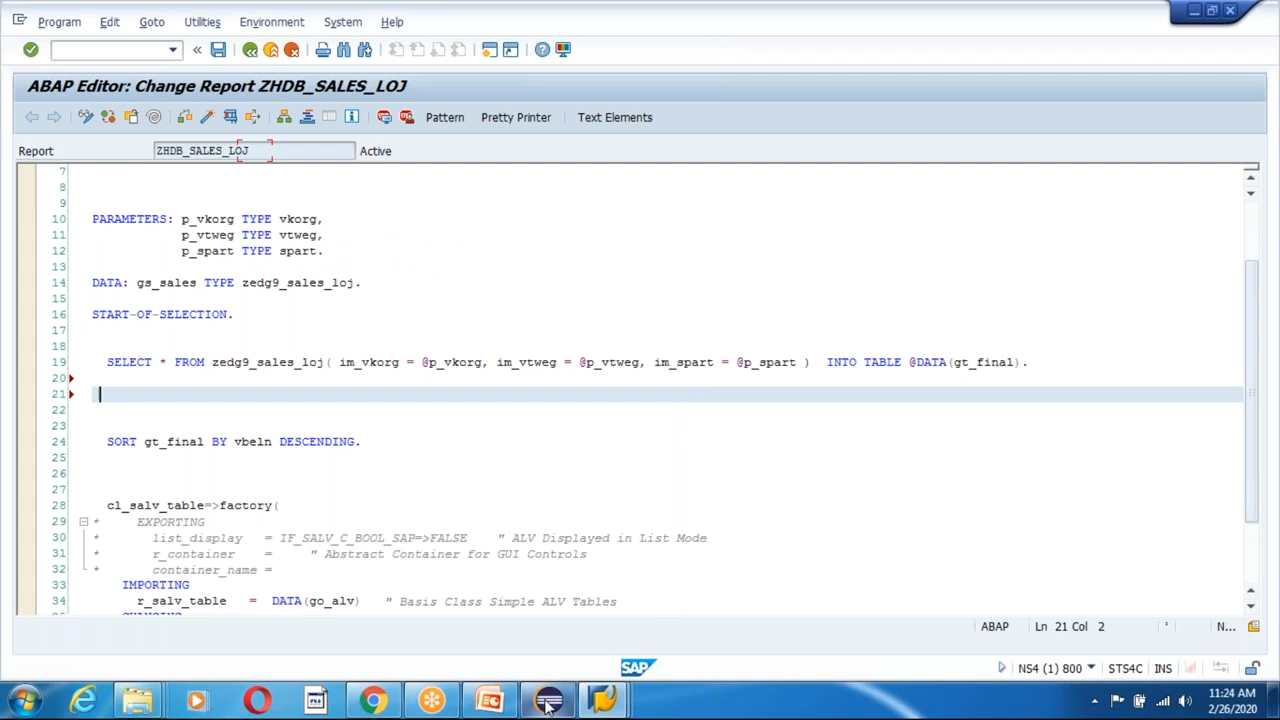 Program Edit Goto Utilities Environment System Help
ABAP Editor: Change Report ZHDB_SALES_LOJ
Pattern Pretty Printer Text Elements
Report ZHDB_SALES_LOJ Active
7
8
9
10 PARAMETERS: p_vkorg TYPE vkorg,
11 p_vtweg TYPE vtweg,
12 p_spart TYPE spart.
13
14 DATA: gs_sales TYPE zedg9_sales_loj.
15
16 START-OF-SELECTION.
17
18
19 SELECT * FROM zedg9_sales_loj( im_vkorg = @p_vkorg, im_vtweg = @p_vtweg, im_spart = @p_spart ) INTO TABLE @DATA(gt_final).
20
21
22
23
24 SORT gt_final BY vbeln DESCENDING.
25
26
27
28 cl_salv_table=>factory(
29 * EXPORTING
30 * list_display = IF_SALV_C_BOOL_SAP=>FALSE " ALV Displayed in List Mode
31 * r_container = " Abstract Container for GUI Controls
32 * container_name =
33 IMPORTING
34 r_salv_table = DATA(go_alv) " Basis Class Simple ALV Tables
CHANGING
ABAP Ln 21 Col 2 N...
SAP NS4 (1) 800 STS4C INS
11:24 AM
2/26/2020